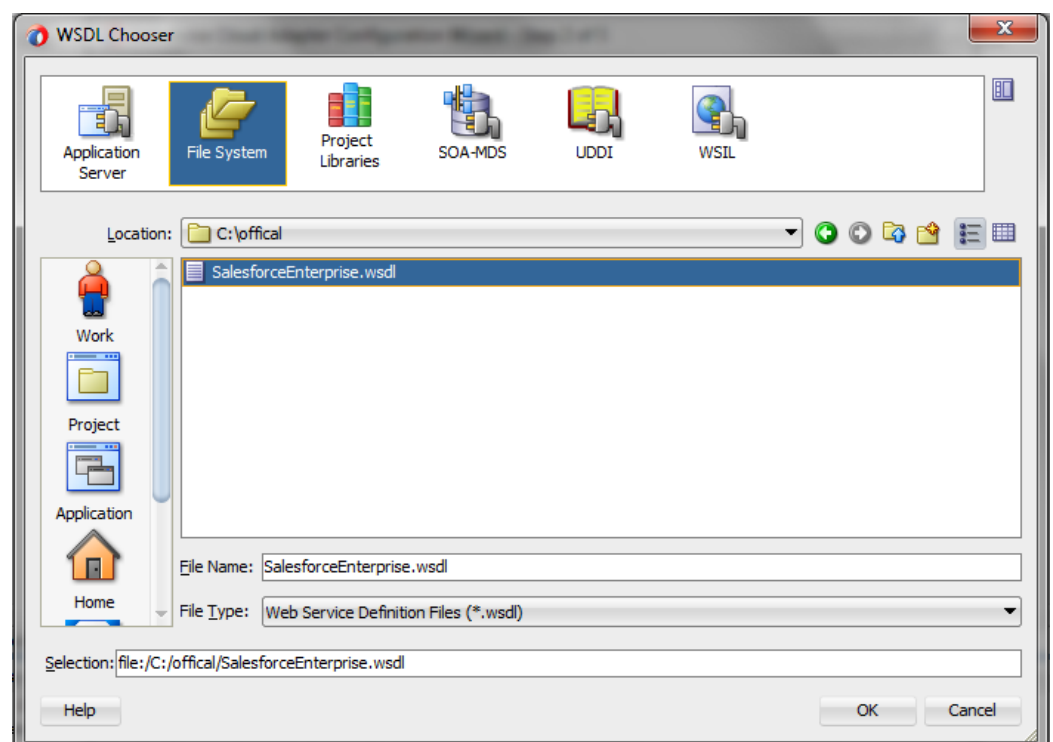 WSDL Chooser
Application
Server
File System
Project
Libraries
SOA-MDS
UDDI
WSIL
Location:
C:\offical
SalesforceEnterprise.wsdl
Work
Project
Application
Home
File Name:
SalesforceEnterprise.wsdl
File Type:
Web Service Definition Files (*.wsdl)
Selection:
file:/C:/offical/SalesforceEnterprise.wsdl
Help
OK
Cancel